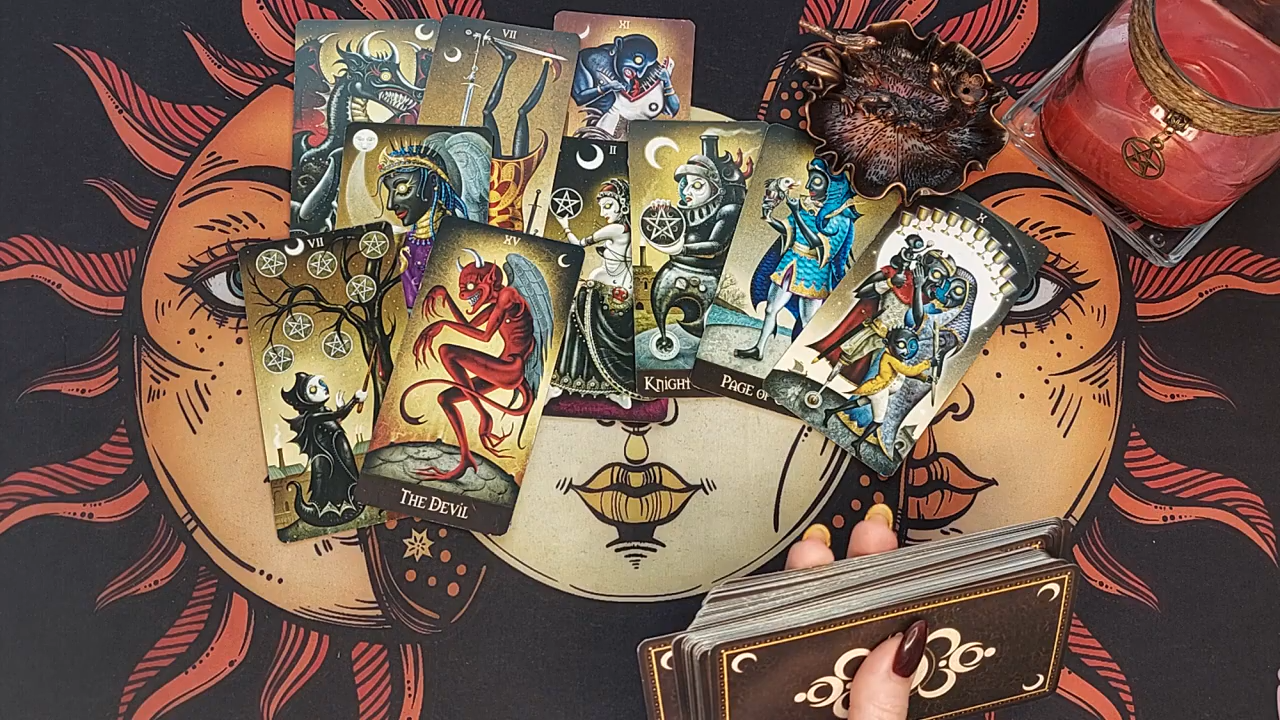 VII
XI
II
VII
XV
X
KNIGHT
PAGE OF
THE DEVIL